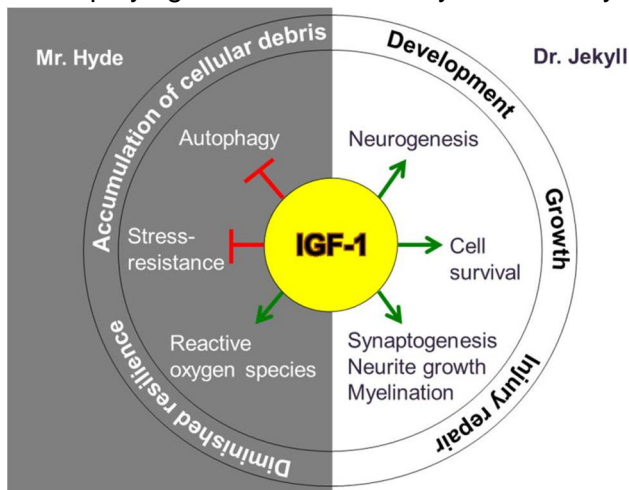 Mr. Hyde
Dr. Jekyll
Accumulation of cellular debris
Development
Autophagy
Neurogenesis
Stress-
resistance
IGF-1
Cell
survival
Growth
Reactive
oxygen species
Synaptogenesis
Neurite growth
Myelination
Diminished resilience
Injury repair